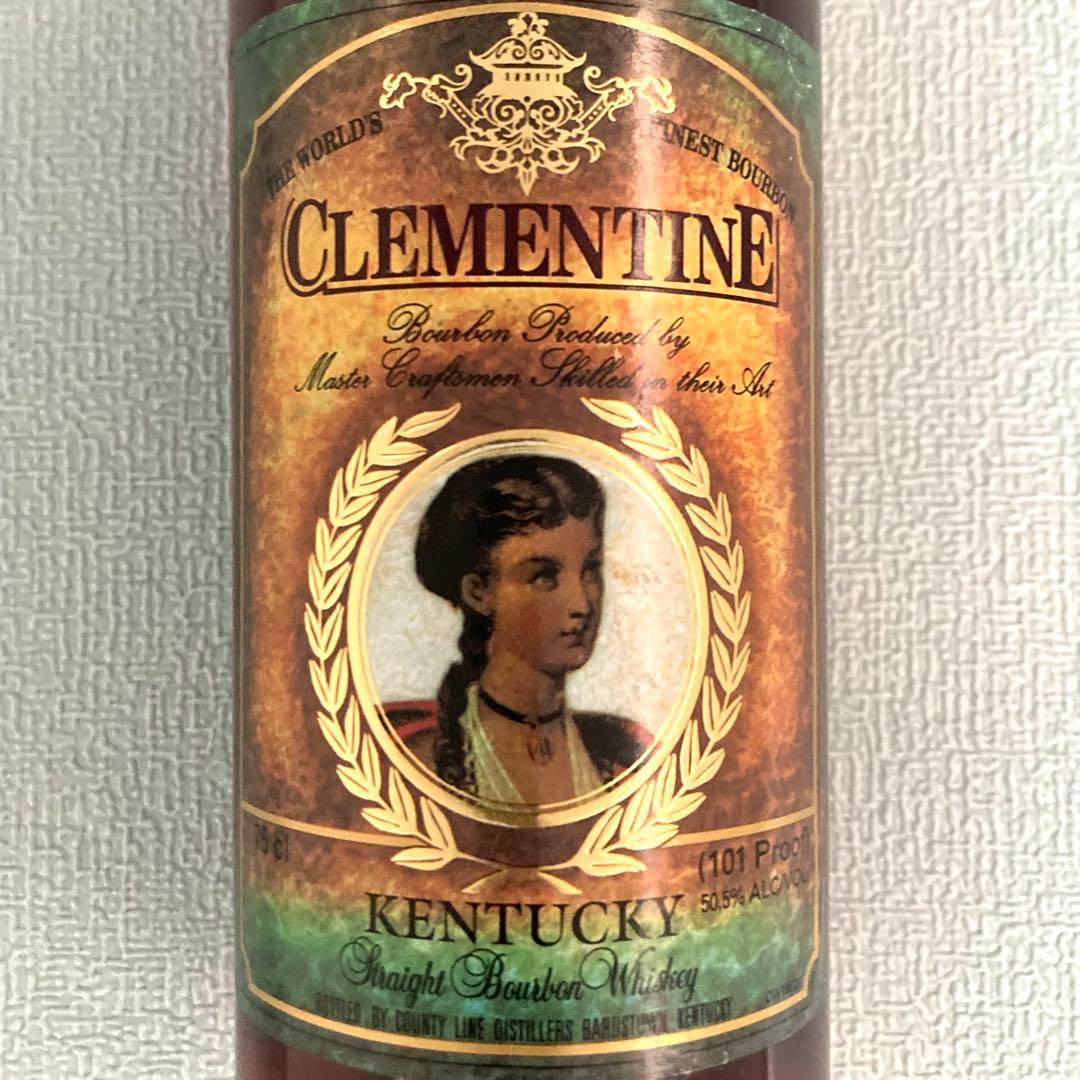 THE WORLD'S FINEST BOURBON
CLEMENTINE
Bourbon Produced by
Master Craftsmen Skilled in their Art
75 cl
(101 Proof)
50.5% ALC/VOL
KENTUCKY
Straight Bourbon Whiskey
BOTTLED BY COUNTY LINE DISTILLERS BARDSTOWN, KENTUCKY